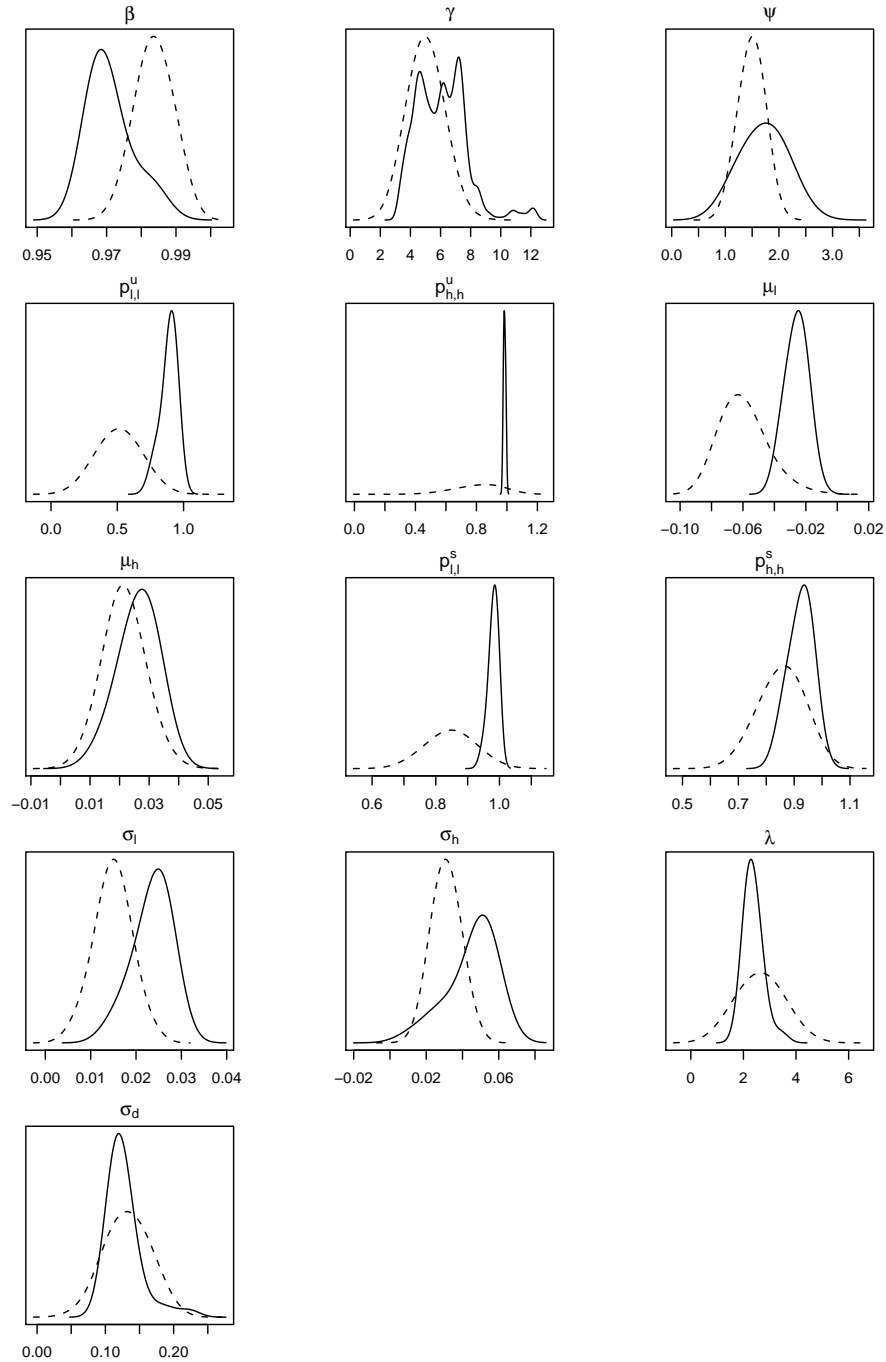 β γ ψ
0.95 0.97 0.99 0 2 4 6 8 10 12 0.0 1.0 2.0 3.0
p^u_{l,l} p^u_{h,h} μ_l
0.0 0.5 1.0 0.0 0.4 0.8 1.2 −0.10 −0.06 −0.02 0.02
μ_h p^s_{l,l} p^s_{h,h}
−0.01 0.01 0.03 0.05 0.6 0.8 1.0 0.5 0.7 0.9 1.1
σ_l σ_h λ
0.00 0.01 0.02 0.03 0.04 −0.02 0.02 0.06 0 2 4 6
σ_d
0.00 0.10 0.20